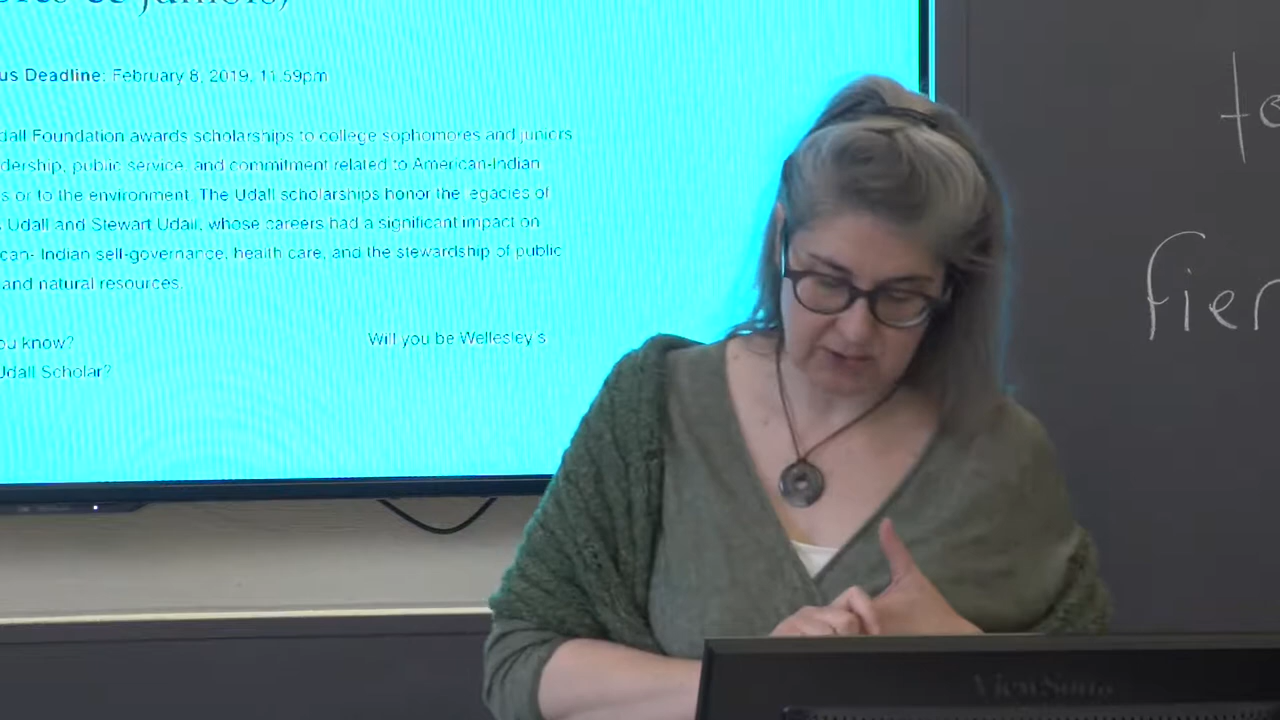 us Deadline: February 8, 2019, 11:59pm
dall Foundation awards scholarships to college sophomores and juniors
dership, public service, and commitment related to American-Indian
s or to the environment. The Udall scholarships honor the legacies of
Udall and Stewart Udall, whose careers had a significant impact on
can- Indian self-governance, health care, and the stewardship of public
and natural resources.
ou know? Will you be Wellesley's
Udall Scholar?
to
fier
ViewSonic